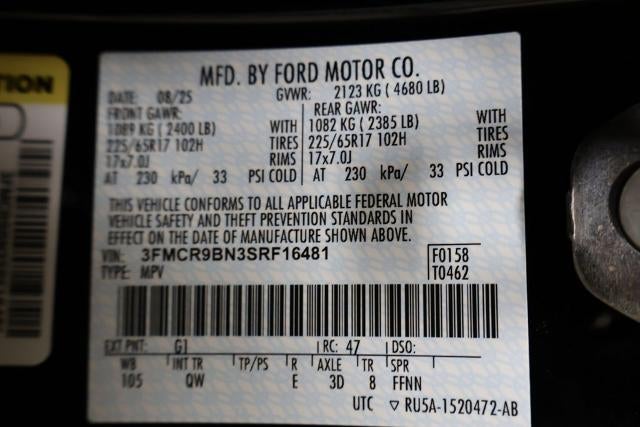 TION
MFD. BY FORD MOTOR CO.
DATE: 08/25 GVWR: 2123 KG ( 4680 LB)
FRONT GAWR: REAR GAWR:
1089 KG ( 2400 LB) WITH 1082 KG ( 2385 LB) WITH
225/65R17 102H TIRES 225/65R17 102H TIRES
17x7.0J RIMS 17x7.0J RIMS
AT 230 kPa/ 33 PSI COLD AT 230 kPa/ 33 PSI COLD
THIS VEHICLE CONFORMS TO ALL APPLICABLE FEDERAL MOTOR
VEHICLE SAFETY AND THEFT PREVENTION STANDARDS IN
EFFECT ON THE DATE OF MANUFACTURE SHOWN ABOVE.
VIN: 3FMCR9BN3SRF16481 F0158
TYPE: MPV T0462
EXT PNT: G1 RC: 47 DSO:
WB INT TR TP/PS R AXLE TR SPR
105 QW E 3D 8 FFNN
UTC ▽ RU5A-1520472-AB